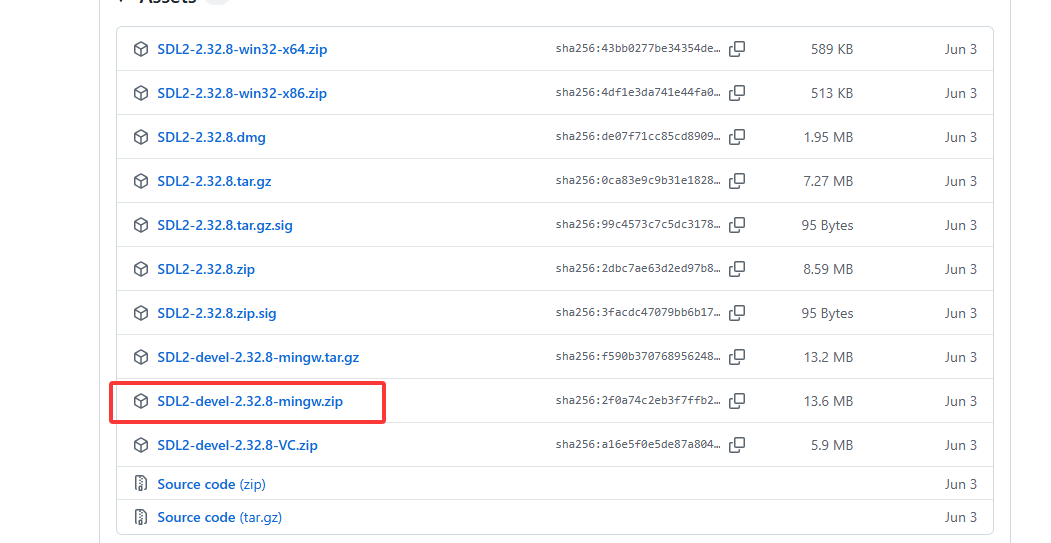 Assets
SDL2-2.32.8-win32-x64.zip sha256:43bb0277be34354de… 589 KB Jun 3
SDL2-2.32.8-win32-x86.zip sha256:4df1e3da741e44fa0… 513 KB Jun 3
SDL2-2.32.8.dmg sha256:de07f71cc85cd8909… 1.95 MB Jun 3
SDL2-2.32.8.tar.gz sha256:0ca83e9c9b31e1828… 7.27 MB Jun 3
SDL2-2.32.8.tar.gz.sig sha256:99c4573c7c5dc3178… 95 Bytes Jun 3
SDL2-2.32.8.zip sha256:2dbc7ae63d2ed97b8… 8.59 MB Jun 3
SDL2-2.32.8.zip.sig sha256:3facdc47079bb6b17… 95 Bytes Jun 3
SDL2-devel-2.32.8-mingw.tar.gz sha256:f590b370768956248… 13.2 MB Jun 3
SDL2-devel-2.32.8-mingw.zip sha256:2f0a74c2eb3f7ffb2… 13.6 MB Jun 3
SDL2-devel-2.32.8-VC.zip sha256:a16e5f0e5de87a804… 5.9 MB Jun 3
Source code (zip) Jun 3
Source code (tar.gz) Jun 3